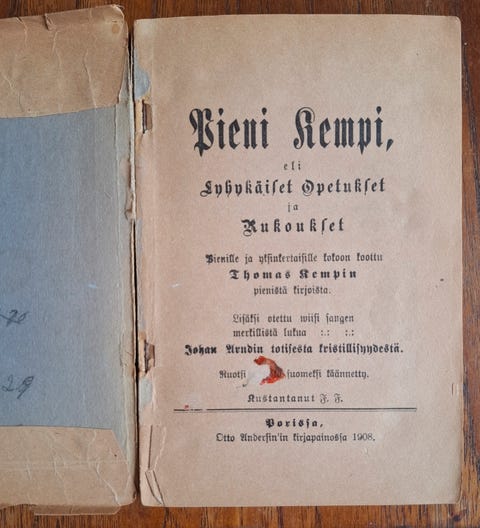 29
Pieni Kempi,
eli
Lyhykäiset Opetukset
ja
Rukoukset
Pienille ja yksinkertaisille kokoon koottu
Thomas Kempin
pienistä kirjoista.
Lisäksi otettu wiisi sangen
merkillistä lukua :.: :.:
Johan Arndin totisesta kristillisyydestä.
Ruotsi suomeksi käännetty.
Kustantanut F. F.
Porissa,
Otto Andersin'in kirjapainossa 1908.